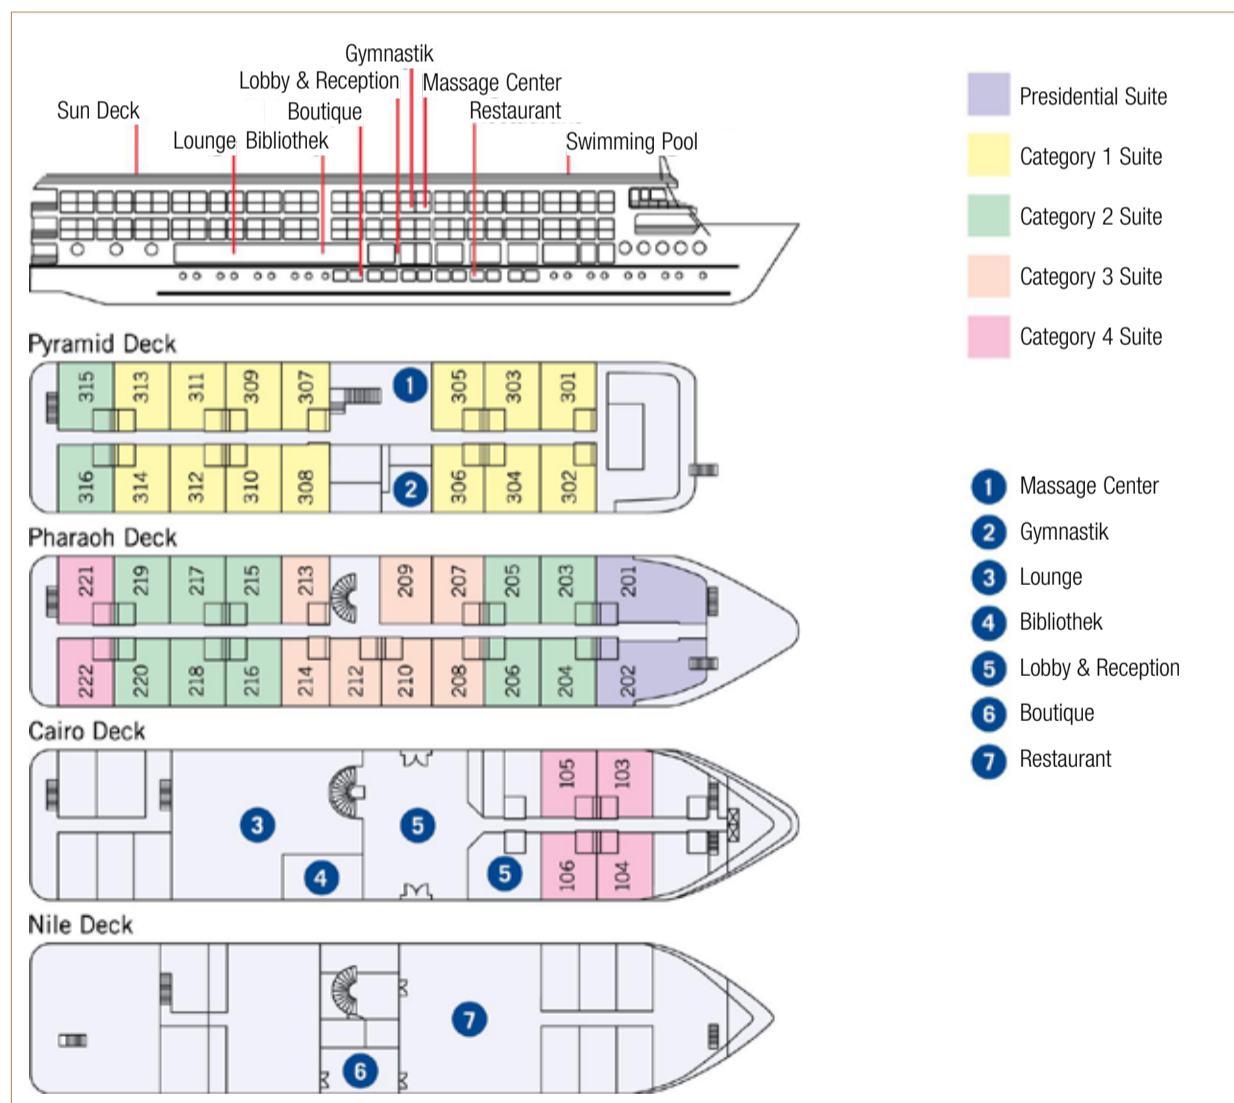 Gymnastik
Lobby & Reception
Massage Center
Sun Deck
Boutique
Restaurant
Lounge
Bibliothek
Swimming Pool
Presidential Suite
Category 1 Suite
Category 2 Suite
Category 3 Suite
Category 4 Suite
Pyramid Deck
315 313 311 309 307 1 305 303 301
316 314 312 310 308 2 306 304 302
Pharaoh Deck
221 219 217 215 213 209 207 205 203 201
222 220 218 216 214 212 210 208 206 204 202
Cairo Deck
105 103
3 5
4 5 106 104
Nile Deck
7
6
1 Massage Center
2 Gymnastik
3 Lounge
4 Bibliothek
5 Lobby & Reception
6 Boutique
7 Restaurant